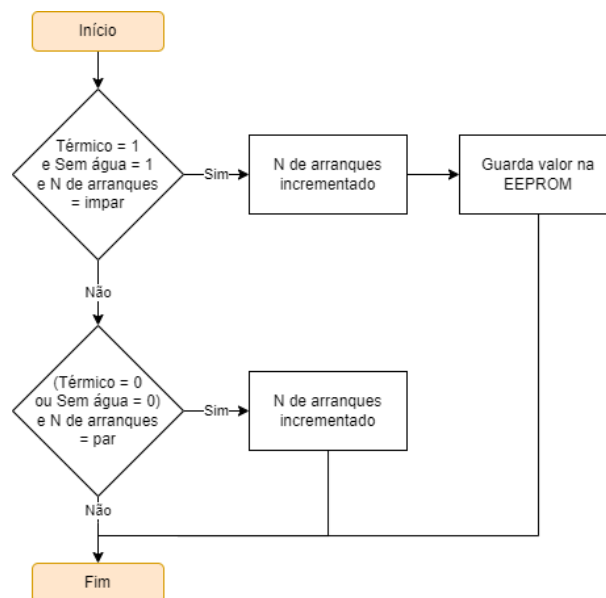 Início
Térmico = 1
e Sem água = 1
e N de arranques
= impar
Sim
N de arranques
incrementado
Guarda valor na
EEPROM
Não
(Térmico = 0
ou Sem água = 0)
e N de arranques
= par
Sim
N de arranques
incrementado
Não
Fim